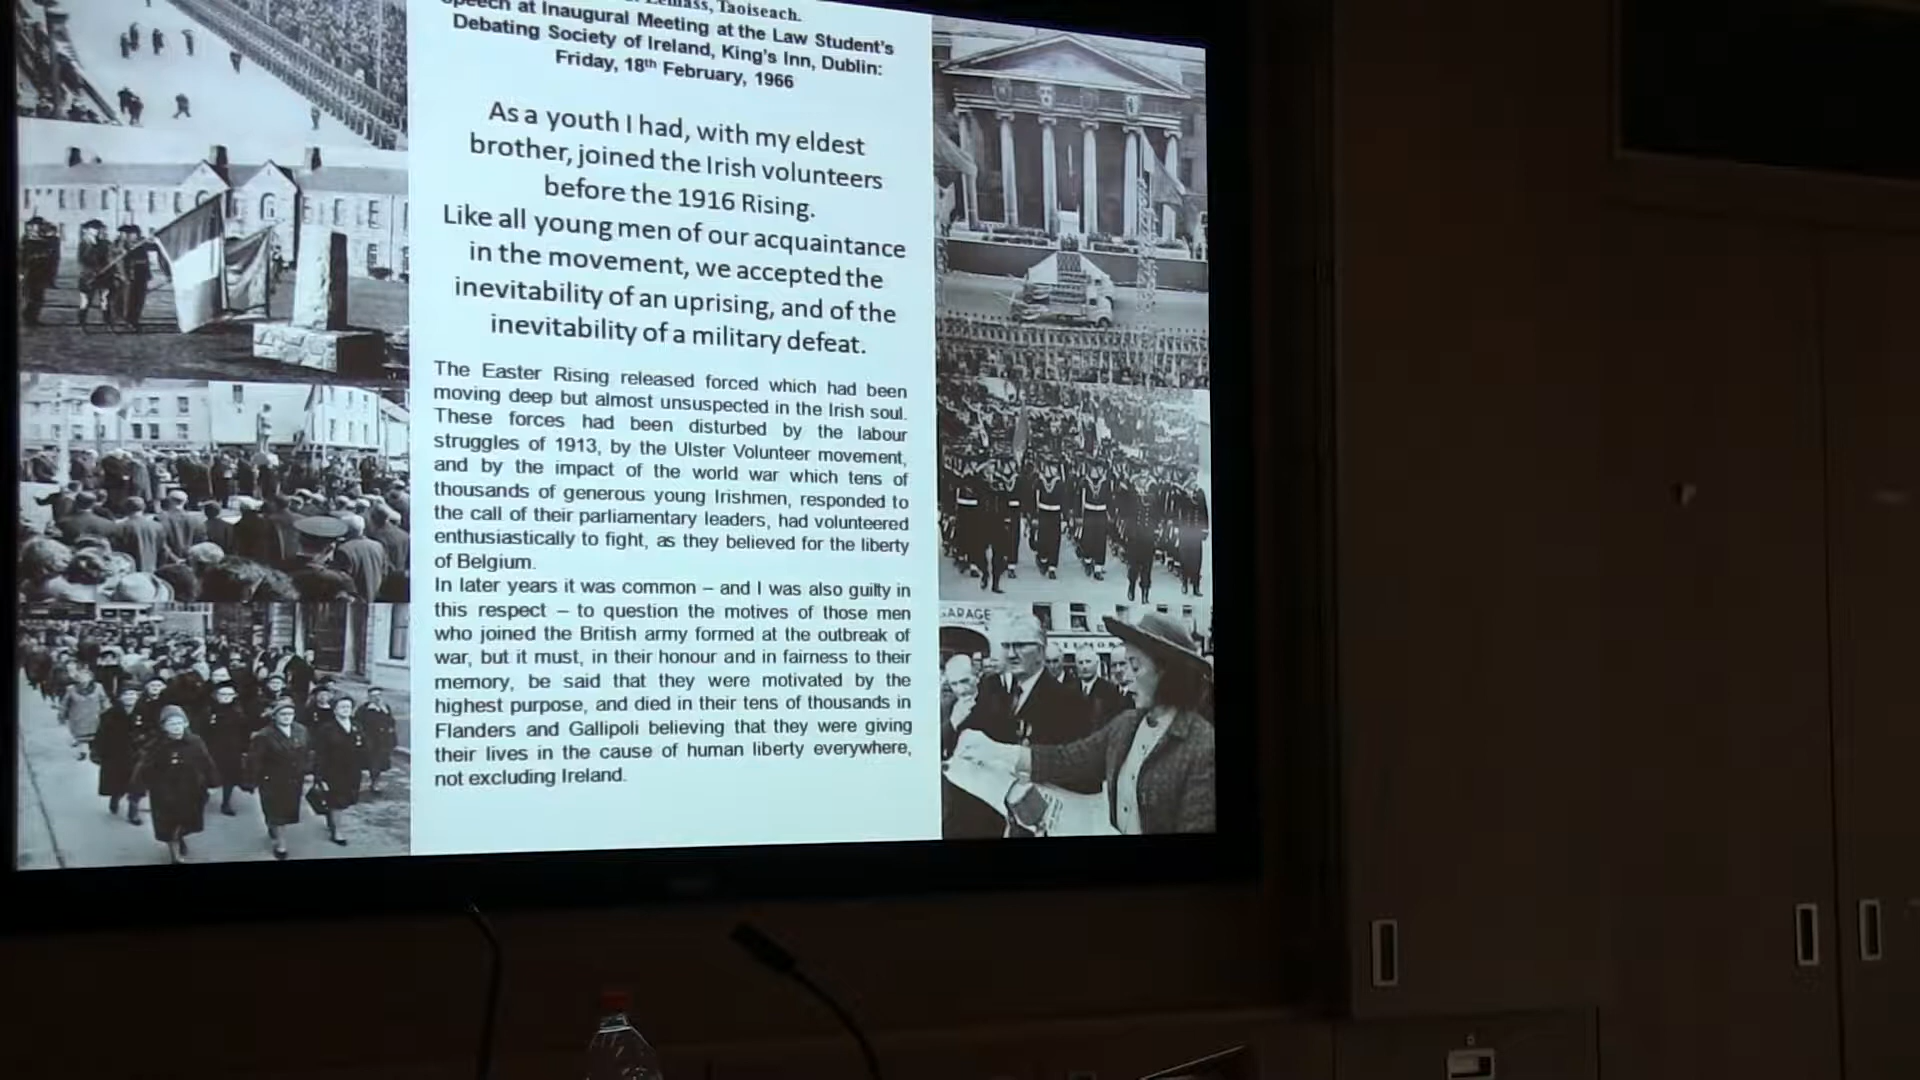 Lemass, Taoiseach.
Speech at Inaugural Meeting at the Law Student's
Debating Society of Ireland, King's Inn, Dublin:
Friday, 18th February, 1966
As a youth I had, with my eldest
brother, joined the Irish volunteers
before the 1916 Rising.
Like all young men of our acquaintance
in the movement, we accepted the
inevitability of an uprising, and of the
inevitability of a military defeat.
The Easter Rising released forced which had been
moving deep but almost unsuspected in the Irish soul.
These forces had been disturbed by the labour
struggles of 1913, by the Ulster Volunteer movement,
and by the impact of the world war which tens of
thousands of generous young Irishmen, responded to
the call of their parliamentary leaders, had volunteered
enthusiastically to fight, as they believed for the liberty
of Belgium.
In later years it was common – and I was also guilty in
this respect – to question the motives of those men
who joined the British army formed at the outbreak of
war, but it must, in their honour and in fairness to their
memory, be said that they were motivated by the
highest purpose, and died in their tens of thousands in
Flanders and Gallipoli believing that they were giving
their lives in the cause of human liberty everywhere,
not excluding Ireland.
GARAGE